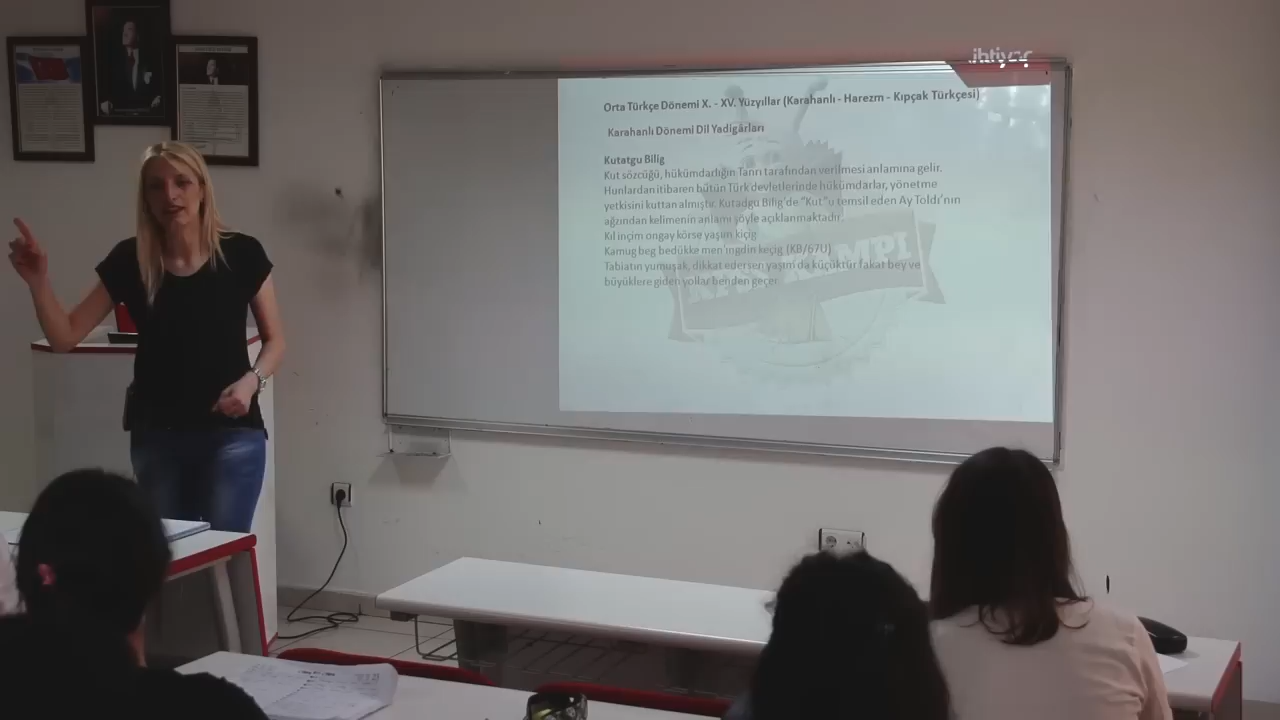 ihtiyaç
Orta Türkçe Dönemi X. - XV. Yüzyıllar (Karahanlı - Harezm - Kıpçak Türkçesi)
Karahanlı Dönemi Dil Yadigârları
Kutatgu Bilig
Kut sözcüğü, hükümdarlığın Tanrı tarafından verilmesi anlamına gelir.
Hunlardan itibaren bütün Türk devletlerinde hükümdarlar, yönetme
yetkisini kuttan almıştır. Kutadgu Bilig'de "Kut"u temsil eden Ay Toldı'nın
ağzından kelimenin anlamı şöyle açıklanmaktadır.
Kıl inçim ongay körse yaşım kiçig
Kamug beg bedükke men'ingdin keçig (KB/67U)
Tabiatın yumuşak, dikkat edersen yaşım da küçüktür fakat bey ve
büyüklere giden yollar benden geçer